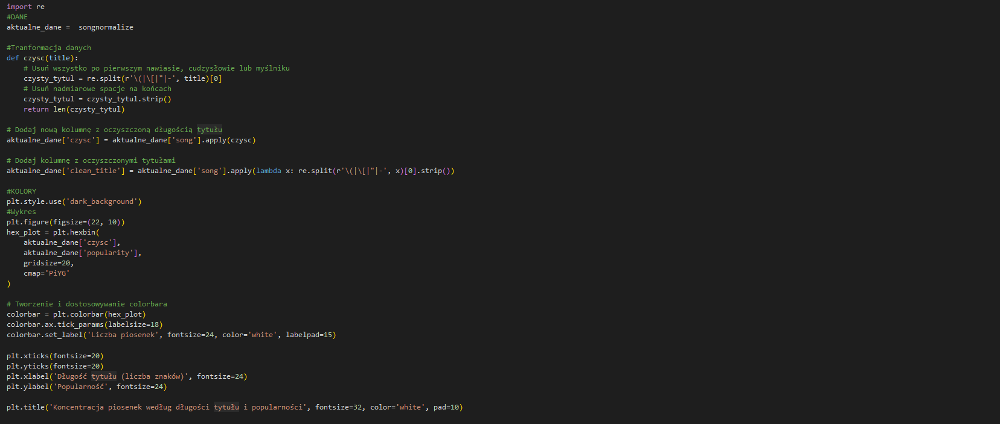 import re
#DANE
aktualne_dane =  songnormalize
#Tranformacja danych
def czysc(title):
    # Usuń wszystko po pierwszym nawiasie, cudzysłowie lub myślniku
    czysty_tytul = re.split(r'\(|\[|"|-', title)[0]
    # Usuń nadmiarowe spacje na końcach
    czysty_tytul = czysty_tytul.strip()
    return len(czysty_tytul)
# Dodaj nową kolumnę z oczyszczoną długością tytułu
aktualne_dane['czysc'] = aktualne_dane['song'].apply(czysc)
# Dodaj kolumnę z oczyszczonymi tytułami
aktualne_dane['clean_title'] = aktualne_dane['song'].apply(lambda x: re.split(r'\(|\[|"|-', x)[0].strip())
#KOLORY
plt.style.use('dark_background')
#Wykres
plt.figure(figsize=(22, 10))
hex_plot = plt.hexbin(
    aktualne_dane['czysc'],
    aktualne_dane['popularity'],
    gridsize=20,
    cmap='PiYG'
)
# Tworzenie i dostosowywanie colorbara
colorbar = plt.colorbar(hex_plot)
colorbar.ax.tick_params(labelsize=18)
colorbar.set_label('Liczba piosenek', fontsize=24, color='white', labelpad=15)
plt.xticks(fontsize=20)
plt.yticks(fontsize=20)
plt.xlabel('Długość tytułu (liczba znaków)', fontsize=24)
plt.ylabel('Popularność', fontsize=24)
plt.title('Koncentracja piosenek według długości tytułu i popularności', fontsize=32, color='white', pad=10)